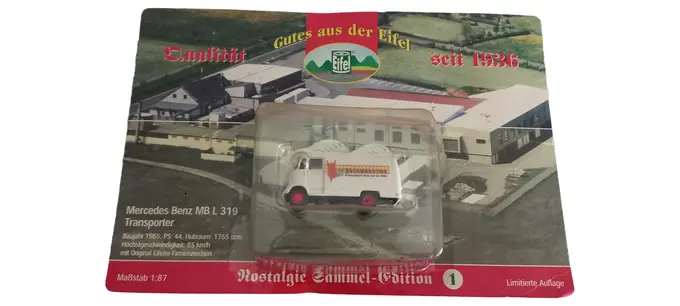 Gutes aus der Eifel
Qualität
seit 1936
Eifel
Mercedes Benz MB L 319
Transporter
Baujahr 1965, PS: 44, Hubraum: 1755 ccm
Höchstgeschwindigkeit: 85 km/h
mit Original Eifeler-Firmenzeichen
Maßstab 1:87
Nostalgie Sammel-Edition 1
Limitierte Auflage